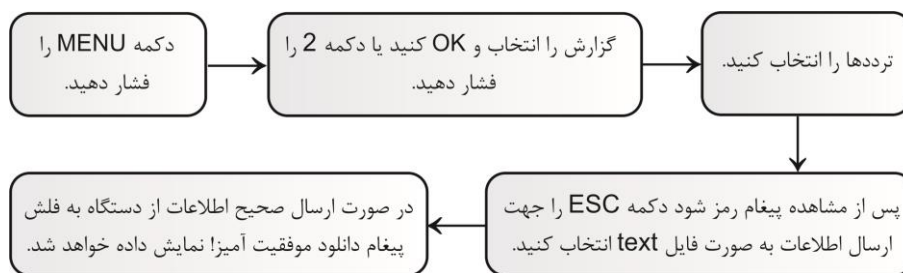 دکمه MENU را
فشار دهید.
گزارش را انتخاب و OK کنید یا دکمه 2 را
فشار دهید.
ترددها را انتخاب کنید.
پس از مشاهده پیغام رمز شود دکمه ESC را جهت
ارسال اطلاعات به صورت فایل text انتخاب کنید.
در صورت ارسال صحیح اطلاعات از دستگاه به فلش
پیغام دانلود موفقیت آمیز! نمایش داده خواهد شد.